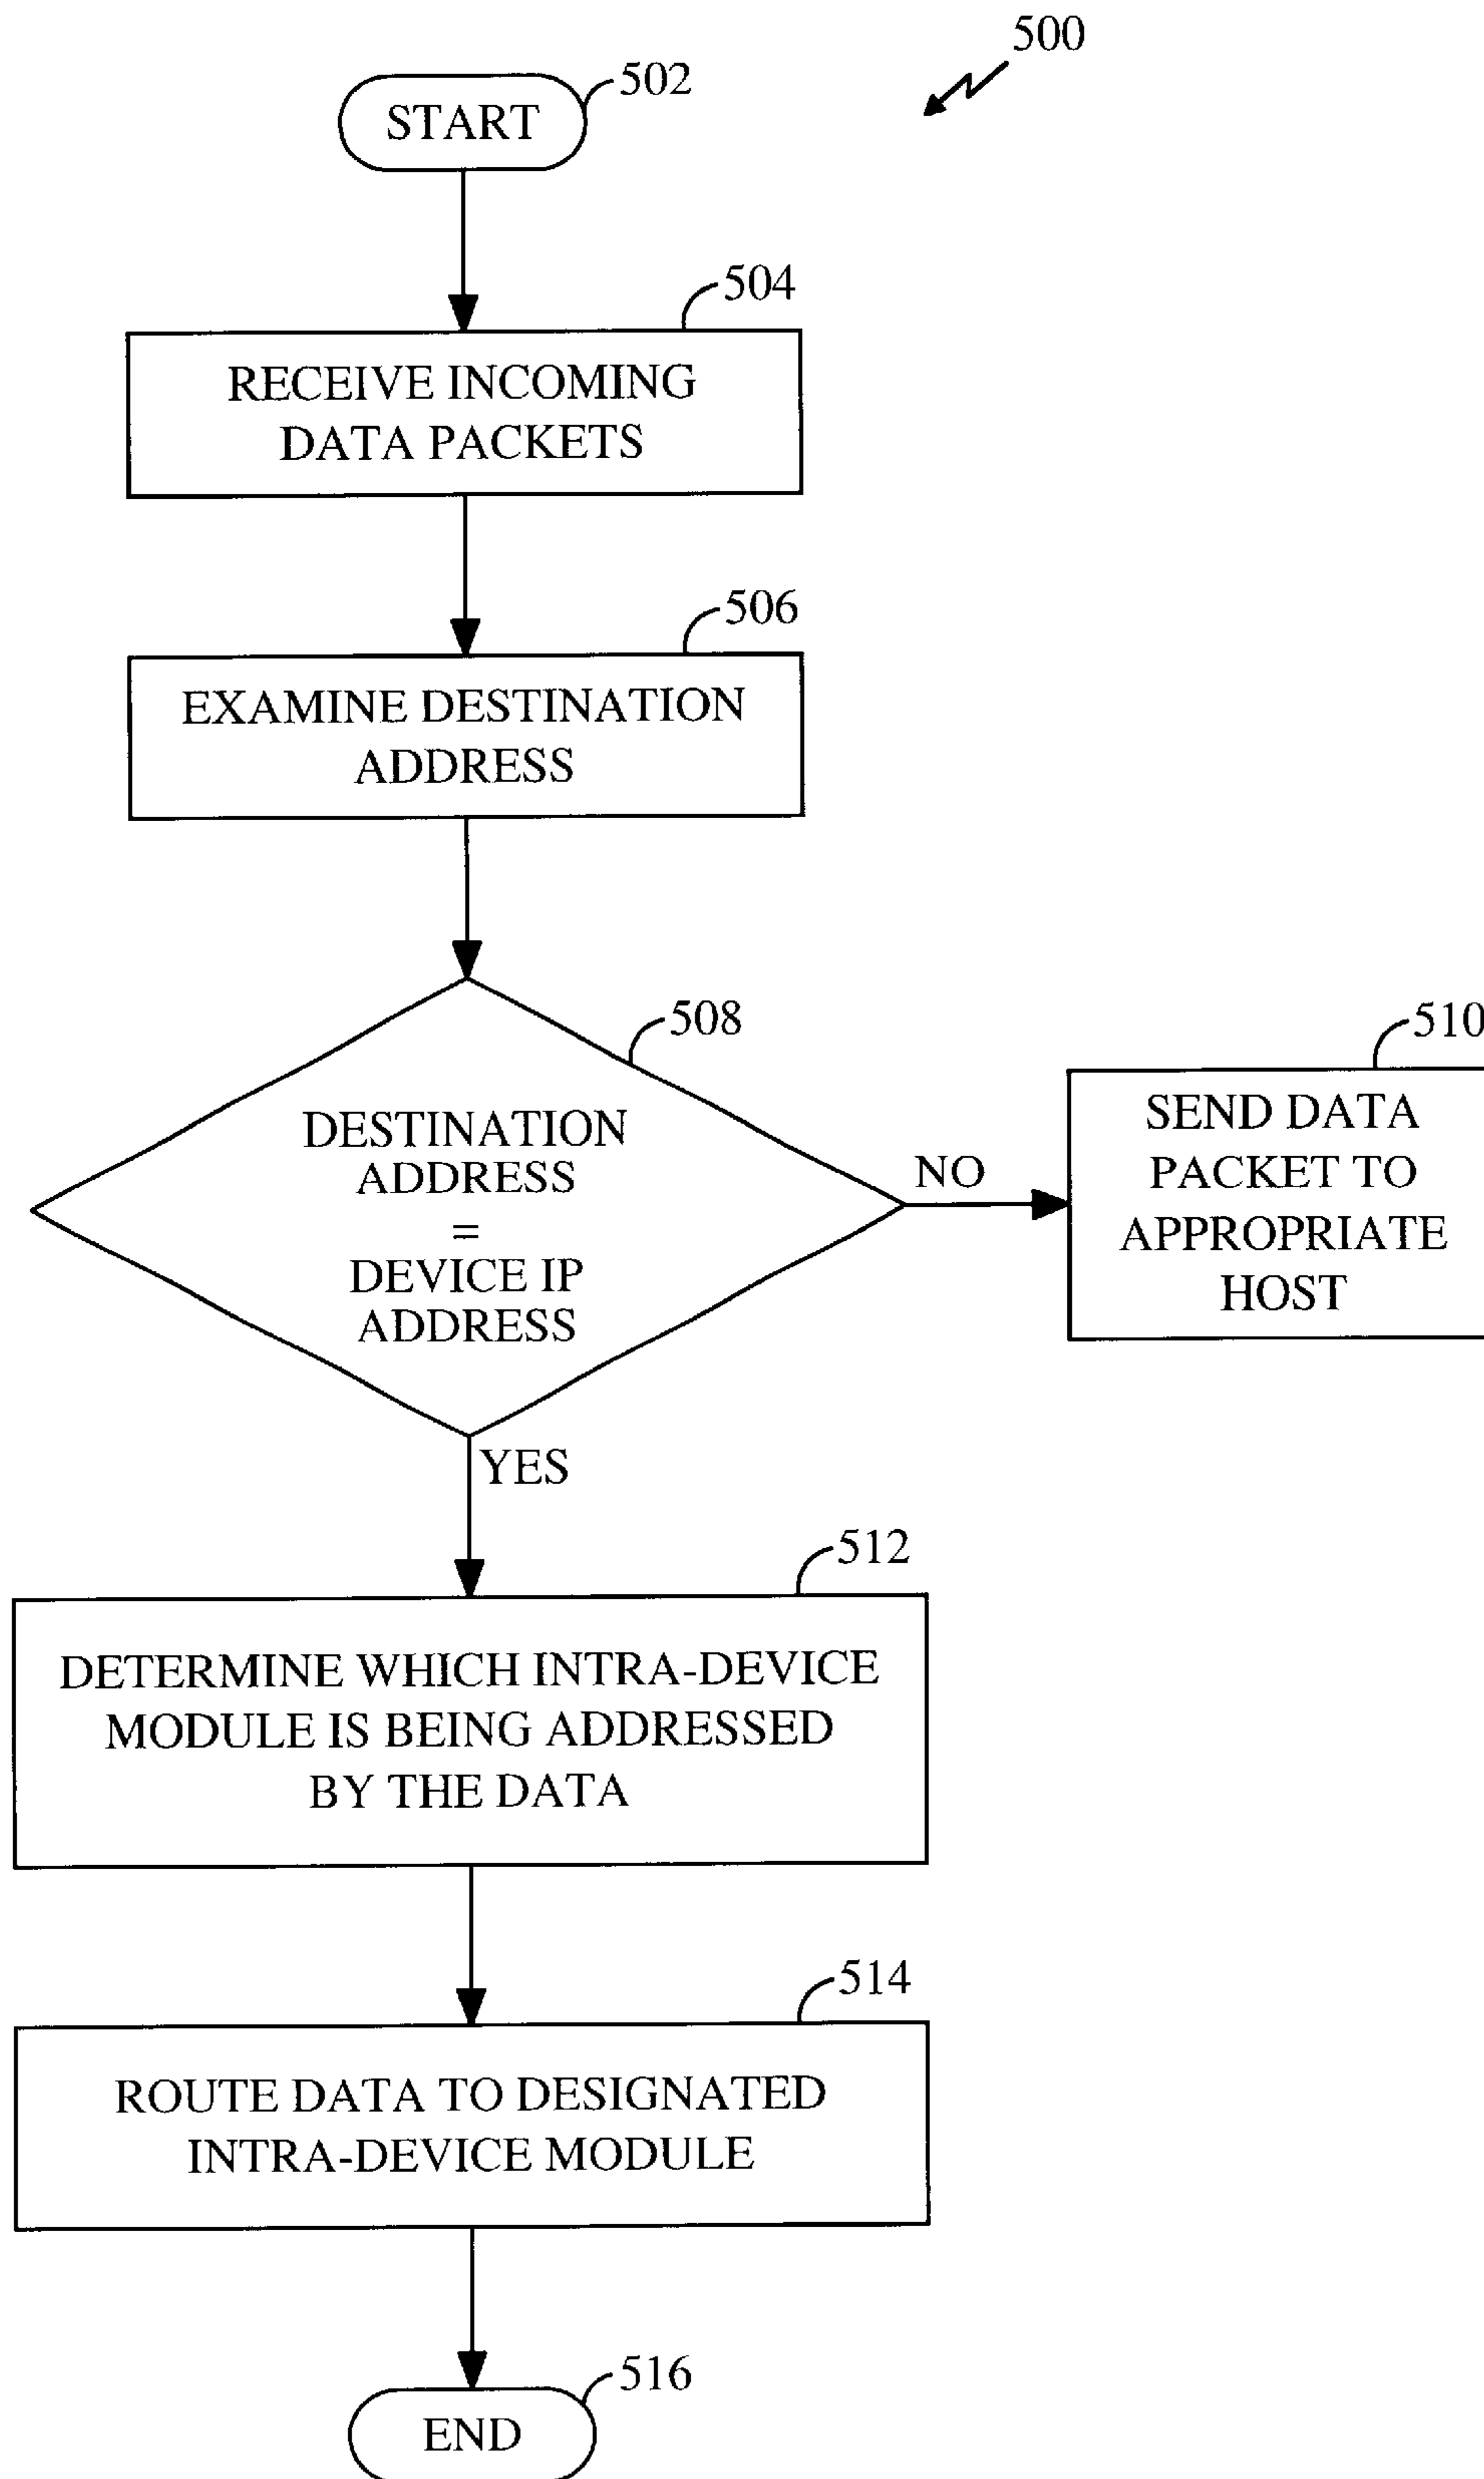 500
502
START
504
RECEIVE INCOMING
DATA PACKETS
506
EXAMINE DESTINATION
ADDRESS
508
DESTINATION
ADDRESS
=
DEVICE IP
ADDRESS
NO
510
SEND DATA
PACKET TO
APPROPRIATE
HOST
YES
512
DETERMINE WHICH INTRA-DEVICE
MODULE IS BEING ADDRESSED
BY THE DATA
514
ROUTE DATA TO DESIGNATED
INTRA-DEVICE MODULE
516
END